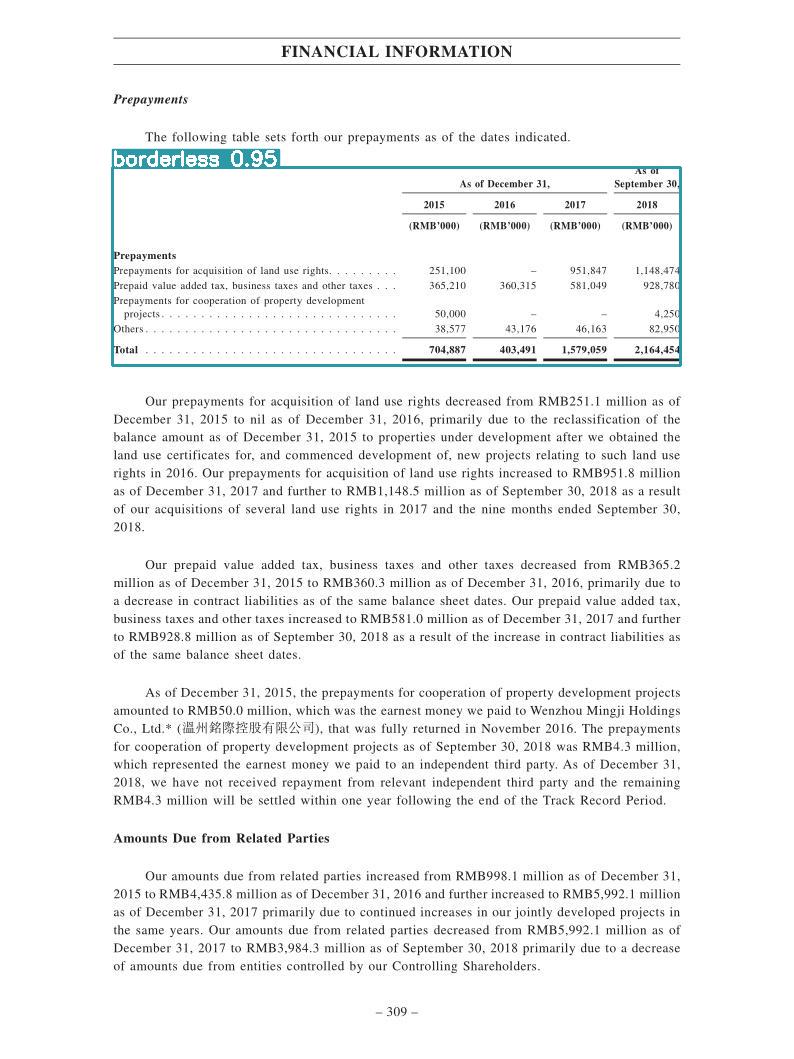 FINANCIAL INFORMATION
Prepayments
The following table sets forth our prepayments as of the dates indicated.
borderless 0.95
As of December 31, As of September 30,
2015 2016 2017 2018
(RMB'000) (RMB'000) (RMB'000) (RMB'000)
Prepayments
Prepayments for acquisition of land use rights. . . . . . . . . 251,100 – 951,847 1,148,474
Prepaid value added tax, business taxes and other taxes . . . 365,210 360,315 581,049 928,780
Prepayments for cooperation of property development
projects. . . . . . . . . . . . . . . . . . . . . . . . . . . . . . 50,000 – – 4,250
Others. . . . . . . . . . . . . . . . . . . . . . . . . . . . . . . . 38,577 43,176 46,163 82,950
Total . . . . . . . . . . . . . . . . . . . . . . . . . . . . . . . . 704,887 403,491 1,579,059 2,164,454
Our prepayments for acquisition of land use rights decreased from RMB251.1 million as of
December 31, 2015 to nil as of December 31, 2016, primarily due to the reclassification of the
balance amount as of December 31, 2015 to properties under development after we obtained the
land use certificates for, and commenced development of, new projects relating to such land use
rights in 2016. Our prepayments for acquisition of land use rights increased to RMB951.8 million
as of December 31, 2017 and further to RMB1,148.5 million as of September 30, 2018 as a result
of our acquisitions of several land use rights in 2017 and the nine months ended September 30,
2018.
Our prepaid value added tax, business taxes and other taxes decreased from RMB365.2
million as of December 31, 2015 to RMB360.3 million as of December 31, 2016, primarily due to
a decrease in contract liabilities as of the same balance sheet dates. Our prepaid value added tax,
business taxes and other taxes increased to RMB581.0 million as of December 31, 2017 and further
to RMB928.8 million as of September 30, 2018 as a result of the increase in contract liabilities as
of the same balance sheet dates.
As of December 31, 2015, the prepayments for cooperation of property development projects
amounted to RMB50.0 million, which was the earnest money we paid to Wenzhou Mingji Holdings
Co., Ltd.* (溫州銘際控股有限公司), that was fully returned in November 2016. The prepayments
for cooperation of property development projects as of September 30, 2018 was RMB4.3 million,
which represented the earnest money we paid to an independent third party. As of December 31,
2018, we have not received repayment from relevant independent third party and the remaining
RMB4.3 million will be settled within one year following the end of the Track Record Period.
Amounts Due from Related Parties
Our amounts due from related parties increased from RMB998.1 million as of December 31,
2015 to RMB4,435.8 million as of December 31, 2016 and further increased to RMB5,992.1 million
as of December 31, 2017 primarily due to continued increases in our jointly developed projects in
the same years. Our amounts due from related parties decreased from RMB5,992.1 million as of
December 31, 2017 to RMB3,984.3 million as of September 30, 2018 primarily due to a decrease
of amounts due from entities controlled by our Controlling Shareholders.
– 309 –